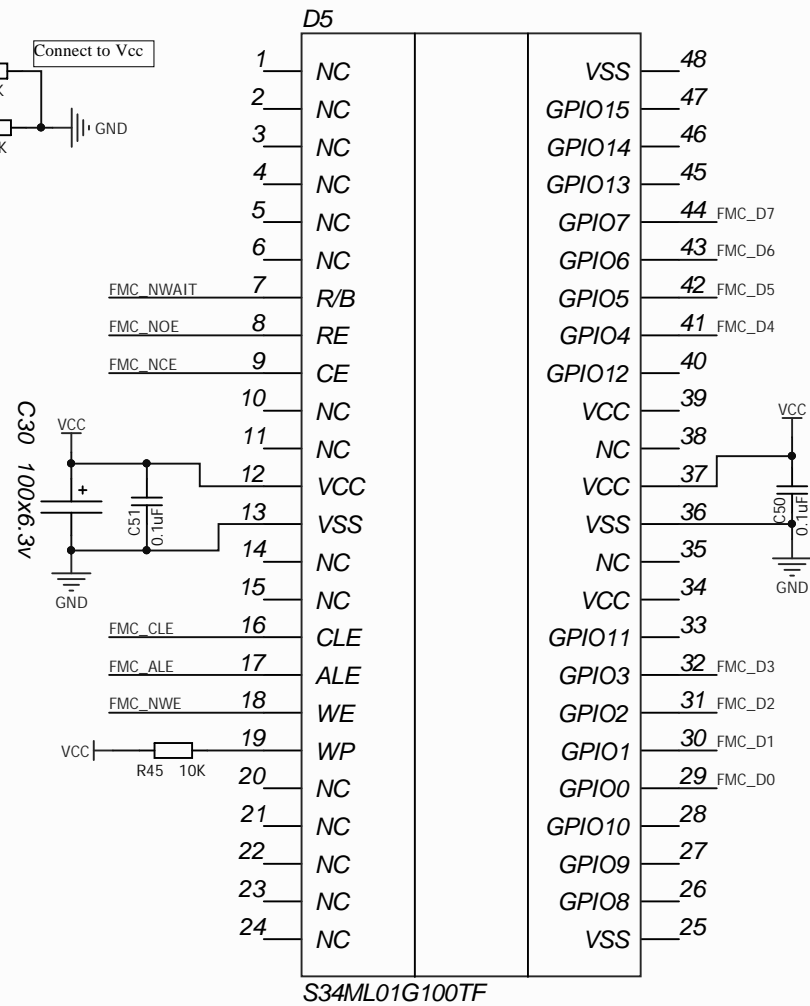 D5
Connect to Vcc
K
GND
K
1 NC VSS 48
2 NC GPIO15 47
3 NC GPIO14 46
4 NC GPIO13 45
5 NC GPIO7 44 FMC_D7
6 NC GPIO6 43 FMC_D6
FMC_NWAIT 7 R/B GPIO5 42 FMC_D5
FMC_NOE 8 RE GPIO4 41 FMC_D4
FMC_NCE 9 CE GPIO12 40
10 NC VCC 39
11 NC NC 38
12 VCC VCC 37
13 VSS VSS 36
14 NC NC 35
15 NC VCC 34
FMC_CLE 16 CLE GPIO11 33
FMC_ALE 17 ALE GPIO3 32 FMC_D3
FMC_NWE 18 WE GPIO2 31 FMC_D2
VCC R45 10K 19 WP GPIO1 30 FMC_D1
20 NC GPIO0 29 FMC_D0
21 NC GPIO10 28
22 NC GPIO9 27
23 NC GPIO8 26
24 NC VSS 25
C30 100x6.3v
VCC
+
C51
0.1uF
GND
VCC
C50
0.1uF
GND
S34ML01G100TF